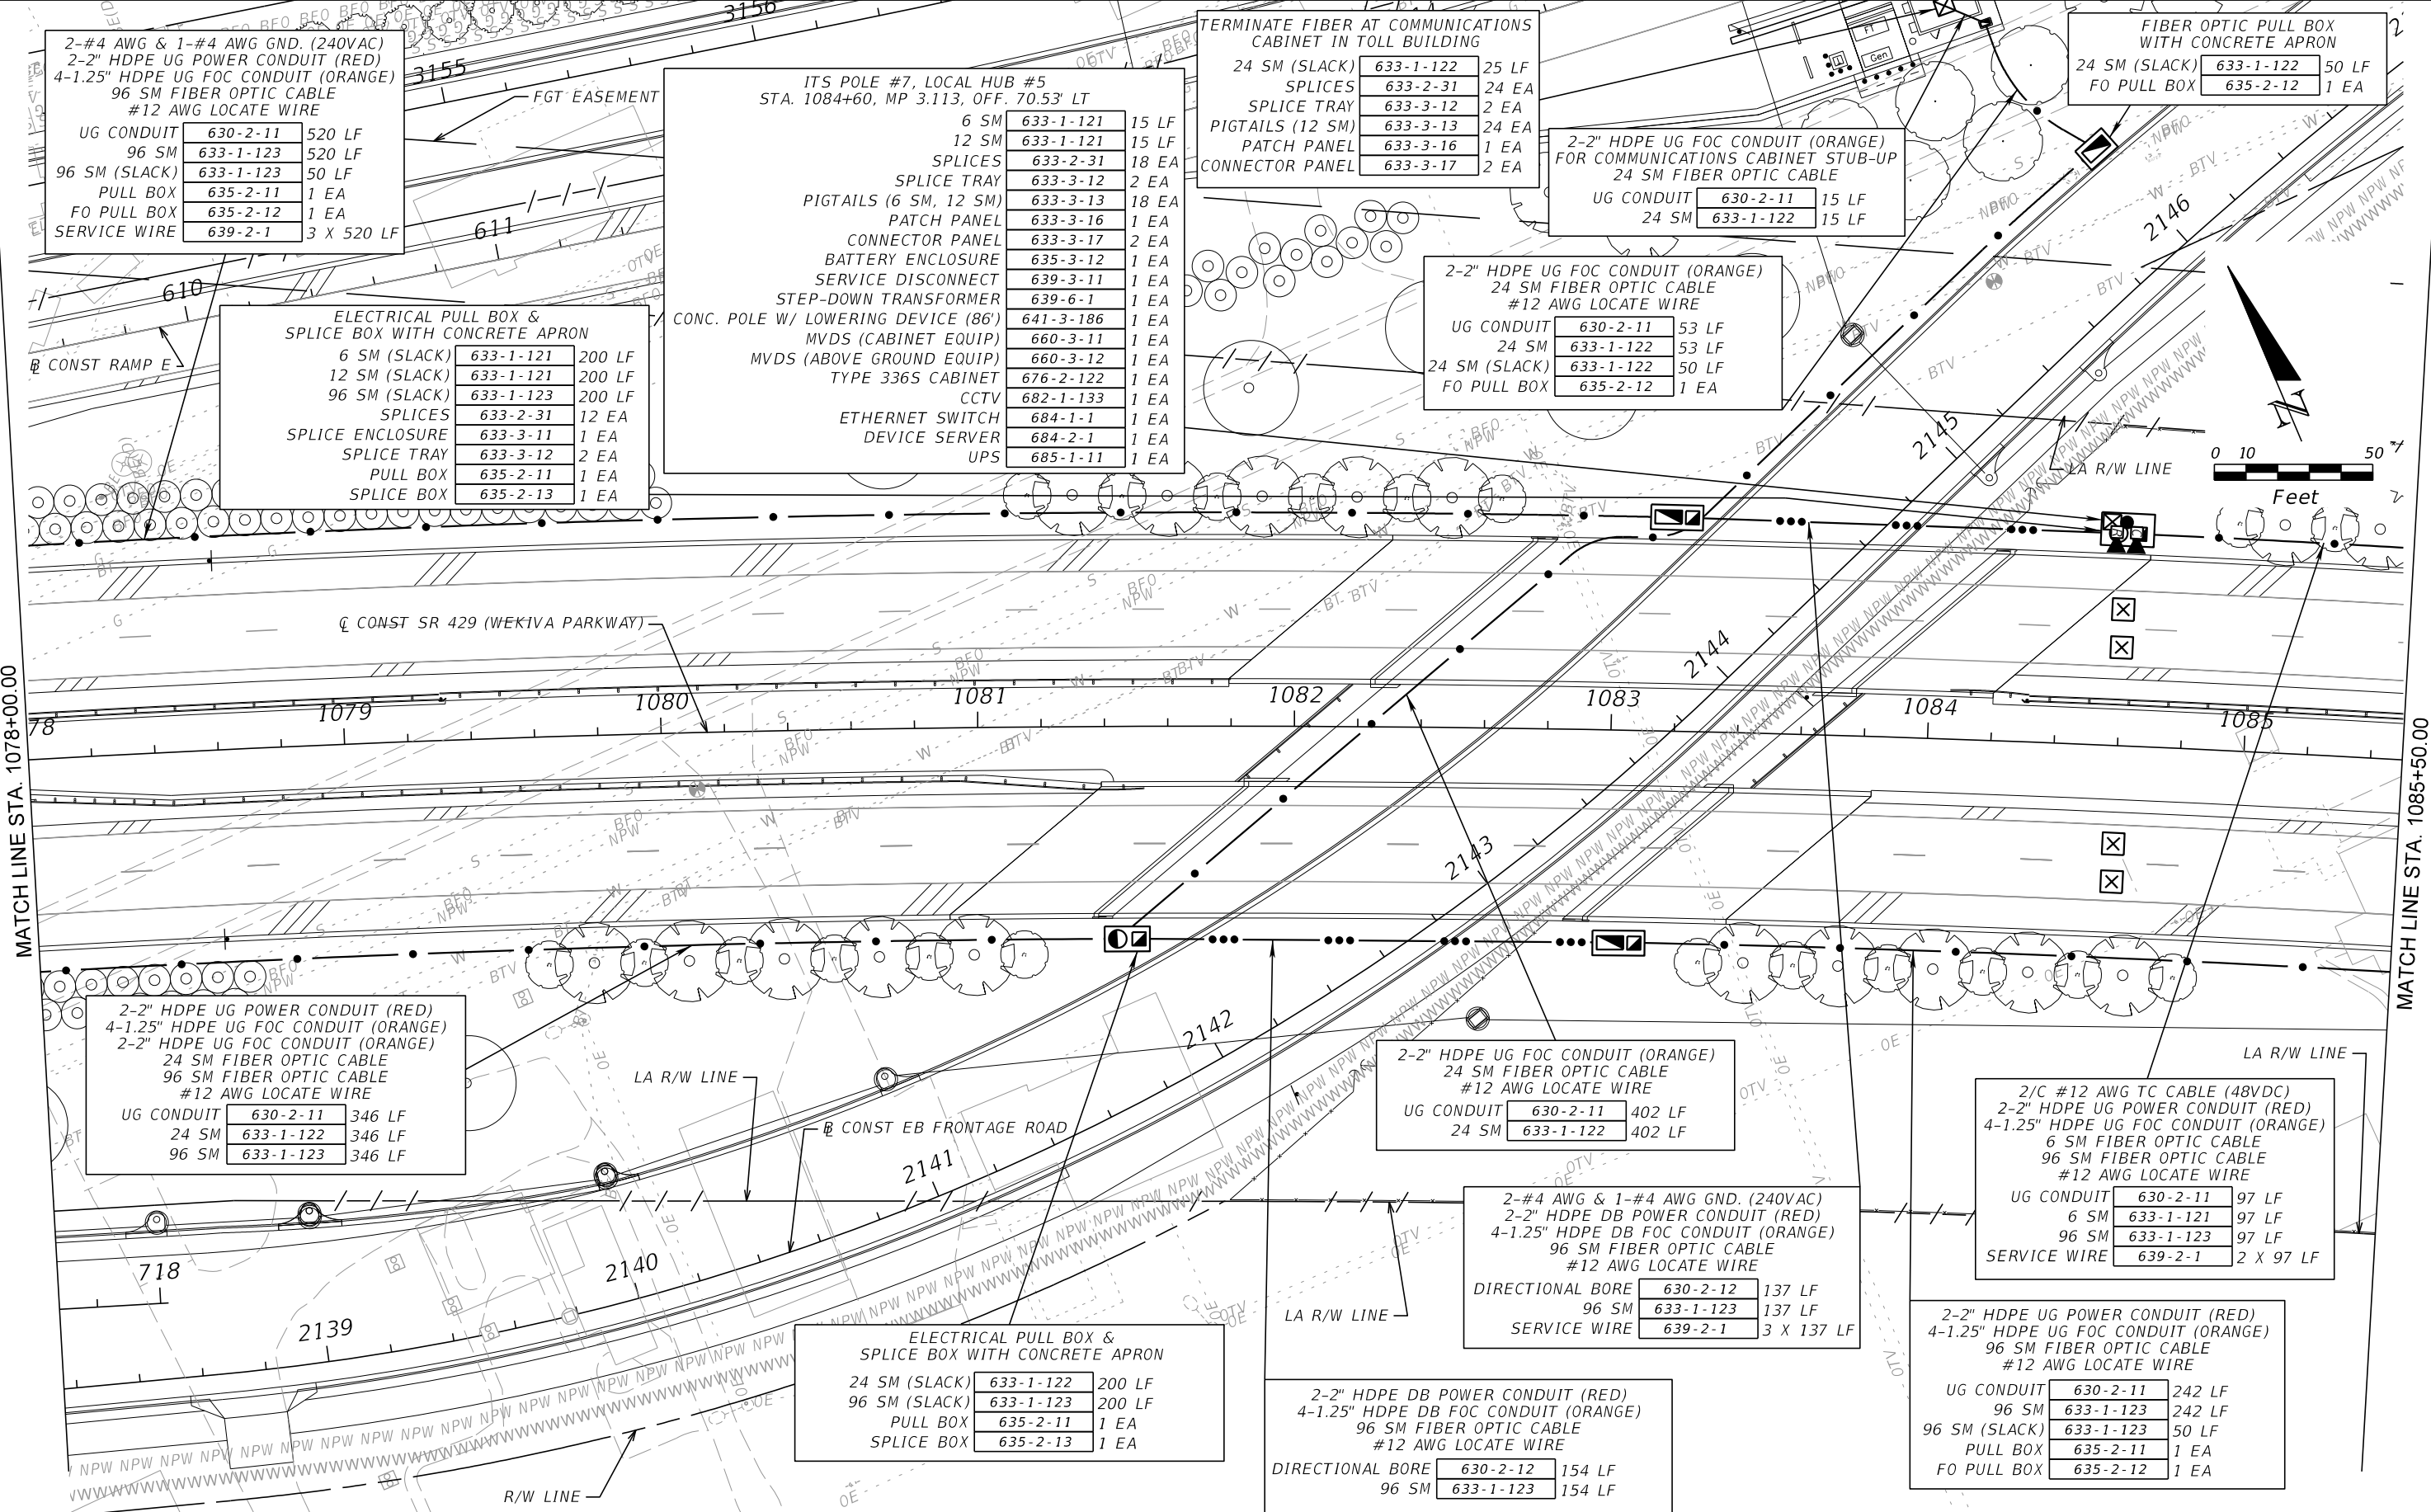 2-#4 AWG & 1-#4 AWG GND. (240VAC)
2-2" HDPE UG POWER CONDUIT (RED)
4-1.25" HDPE UG FOC CONDUIT (ORANGE)
96 SM FIBER OPTIC CABLE
#12 AWG LOCATE WIRE
UG CONDUIT 630-2-11 520 LF
96 SM 633-1-123 520 LF
96 SM (SLACK) 633-1-123 50 LF
PULL BOX 635-2-11 1 EA
FO PULL BOX 635-2-12 1 EA
SERVICE WIRE 639-2-1 3 X 520 LF
3155
3156
FGT EASEMENT
610
611
ITS POLE #7, LOCAL HUB #5
STA. 1084+60, MP 3.113, OFF. 70.53' LT
6 SM 633-1-121 15 LF
12 SM 633-1-121 15 LF
SPLICES 633-2-31 18 EA
SPLICE TRAY 633-3-12 2 EA
PIGTAILS (6 SM, 12 SM) 633-3-13 18 EA
PATCH PANEL 633-3-16 1 EA
CONNECTOR PANEL 633-3-17 2 EA
BATTERY ENCLOSURE 635-3-12 1 EA
SERVICE DISCONNECT 639-3-11 1 EA
STEP-DOWN TRANSFORMER 639-6-1 1 EA
CONC. POLE W/ LOWERING DEVICE (86') 641-3-186 1 EA
MVDS (CABINET EQUIP) 660-3-11 1 EA
MVDS (ABOVE GROUND EQUIP) 660-3-12 1 EA
TYPE 336S CABINET 676-2-122 1 EA
CCTV 682-1-133 1 EA
ETHERNET SWITCH 684-1-1 1 EA
DEVICE SERVER 684-2-1 1 EA
UPS 685-1-11 1 EA
TERMINATE FIBER AT COMMUNICATIONS
CABINET IN TOLL BUILDING
24 SM (SLACK) 633-1-122 25 LF
SPLICES 633-2-31 24 EA
SPLICE TRAY 633-3-12 2 EA
PIGTAILS (12 SM) 633-3-13 24 EA
PATCH PANEL 633-3-16 1 EA
CONNECTOR PANEL 633-3-17 2 EA
FT
Gen
FIBER OPTIC PULL BOX
WITH CONCRETE APRON
24 SM (SLACK) 633-1-122 50 LF
FO PULL BOX 635-2-12 1 EA
2-2" HDPE UG FOC CONDUIT (ORANGE)
FOR COMMUNICATIONS CABINET STUB-UP
24 SM FIBER OPTIC CABLE
UG CONDUIT 630-2-11 15 LF
24 SM 633-1-122 15 LF
2-2" HDPE UG FOC CONDUIT (ORANGE)
24 SM FIBER OPTIC CABLE
#12 AWG LOCATE WIRE
UG CONDUIT 630-2-11 53 LF
24 SM 633-1-122 53 LF
24 SM (SLACK) 633-1-122 50 LF
FO PULL BOX 635-2-12 1 EA
B CONST RAMP E
ELECTRICAL PULL BOX &
SPLICE BOX WITH CONCRETE APRON
6 SM (SLACK) 633-1-121 200 LF
12 SM (SLACK) 633-1-121 200 LF
96 SM (SLACK) 633-1-123 200 LF
SPLICES 633-2-31 12 EA
SPLICE ENCLOSURE 633-3-11 1 EA
SPLICE TRAY 633-3-12 2 EA
PULL BOX 635-2-11 1 EA
SPLICE BOX 635-2-13 1 EA
2146
2145
LA R/W LINE
N
0 10 50
Feet
C CONST SR 429 (WEKIVA PARKWAY)
2144
78
1079
1080
1081
1082
1083
1084
1085
MATCH LINE STA. 1078+00.00
MATCH LINE STA. 1085+50.00
2143
2142
2141
2140
2139
718
2-2" HDPE UG POWER CONDUIT (RED)
4-1.25" HDPE UG FOC CONDUIT (ORANGE)
2-2" HDPE UG FOC CONDUIT (ORANGE)
24 SM FIBER OPTIC CABLE
96 SM FIBER OPTIC CABLE
#12 AWG LOCATE WIRE
UG CONDUIT 630-2-11 346 LF
24 SM 633-1-122 346 LF
96 SM 633-1-123 346 LF
LA R/W LINE
B CONST EB FRONTAGE ROAD
2-2" HDPE UG FOC CONDUIT (ORANGE)
24 SM FIBER OPTIC CABLE
#12 AWG LOCATE WIRE
UG CONDUIT 630-2-11 402 LF
24 SM 633-1-122 402 LF
LA R/W LINE
2/C #12 AWG TC CABLE (48VDC)
2-2" HDPE UG POWER CONDUIT (RED)
4-1.25" HDPE UG FOC CONDUIT (ORANGE)
6 SM FIBER OPTIC CABLE
96 SM FIBER OPTIC CABLE
#12 AWG LOCATE WIRE
UG CONDUIT 630-2-11 97 LF
6 SM 633-1-121 97 LF
96 SM 633-1-123 97 LF
SERVICE WIRE 639-2-1 2 X 97 LF
2-#4 AWG & 1-#4 AWG GND. (240VAC)
2-2" HDPE DB POWER CONDUIT (RED)
4-1.25" HDPE DB FOC CONDUIT (ORANGE)
96 SM FIBER OPTIC CABLE
#12 AWG LOCATE WIRE
DIRECTIONAL BORE 630-2-12 137 LF
96 SM 633-1-123 137 LF
SERVICE WIRE 639-2-1 3 X 137 LF
LA R/W LINE
ELECTRICAL PULL BOX &
SPLICE BOX WITH CONCRETE APRON
24 SM (SLACK) 633-1-122 200 LF
96 SM (SLACK) 633-1-123 200 LF
PULL BOX 635-2-11 1 EA
SPLICE BOX 635-2-13 1 EA
2-2" HDPE UG POWER CONDUIT (RED)
4-1.25" HDPE UG FOC CONDUIT (ORANGE)
96 SM FIBER OPTIC CABLE
#12 AWG LOCATE WIRE
UG CONDUIT 630-2-11 242 LF
96 SM 633-1-123 242 LF
96 SM (SLACK) 633-1-123 50 LF
PULL BOX 635-2-11 1 EA
FO PULL BOX 635-2-12 1 EA
2-2" HDPE DB POWER CONDUIT (RED)
4-1.25" HDPE DB FOC CONDUIT (ORANGE)
96 SM FIBER OPTIC CABLE
#12 AWG LOCATE WIRE
DIRECTIONAL BORE 630-2-12 154 LF
96 SM 633-1-123 154 LF
R/W LINE